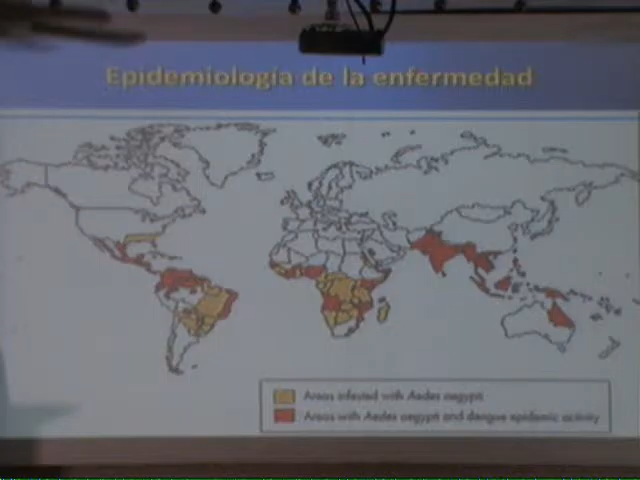 Epidemiología de la enfermedad
Areas infested with Aedes aegypti
Areas with Aedes aegypti and dengue epidemic activity